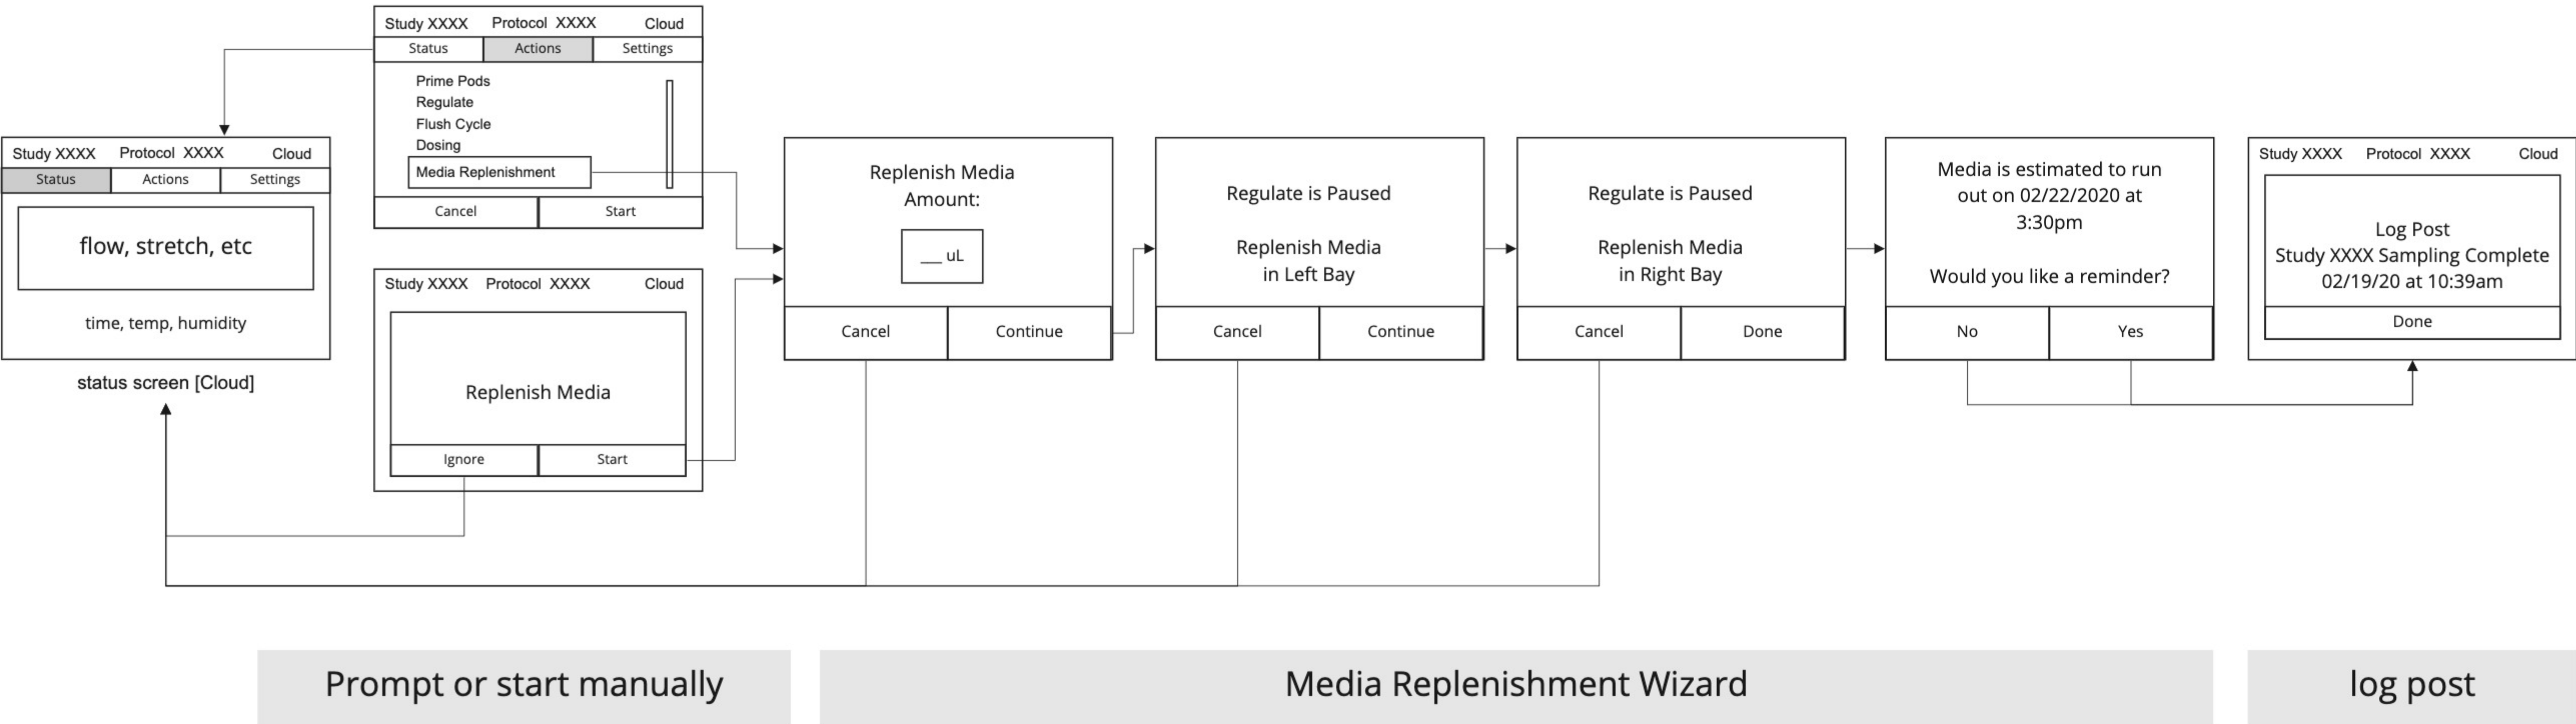 Study XXXX Protocol XXXX Cloud
Status Actions Settings
Prime Pods
Regulate
Flush Cycle
Dosing
Media Replenishment
Cancel Start
Study XXXX Protocol XXXX Cloud
Status Actions Settings
flow, stretch, etc
time, temp, humidity
status screen [Cloud]
Study XXXX Protocol XXXX Cloud
Replenish Media
Ignore Start
Replenish Media
Amount:
__ uL
Cancel Continue
Regulate is Paused
Replenish Media
in Left Bay
Cancel Continue
Regulate is Paused
Replenish Media
in Right Bay
Cancel Done
Media is estimated to run
out on 02/22/2020 at
3:30pm
Would you like a reminder?
No Yes
Study XXXX Protocol XXXX Cloud
Log Post
Study XXXX Sampling Complete
02/19/20 at 10:39am
Done
Prompt or start manually
Media Replenishment Wizard
log post